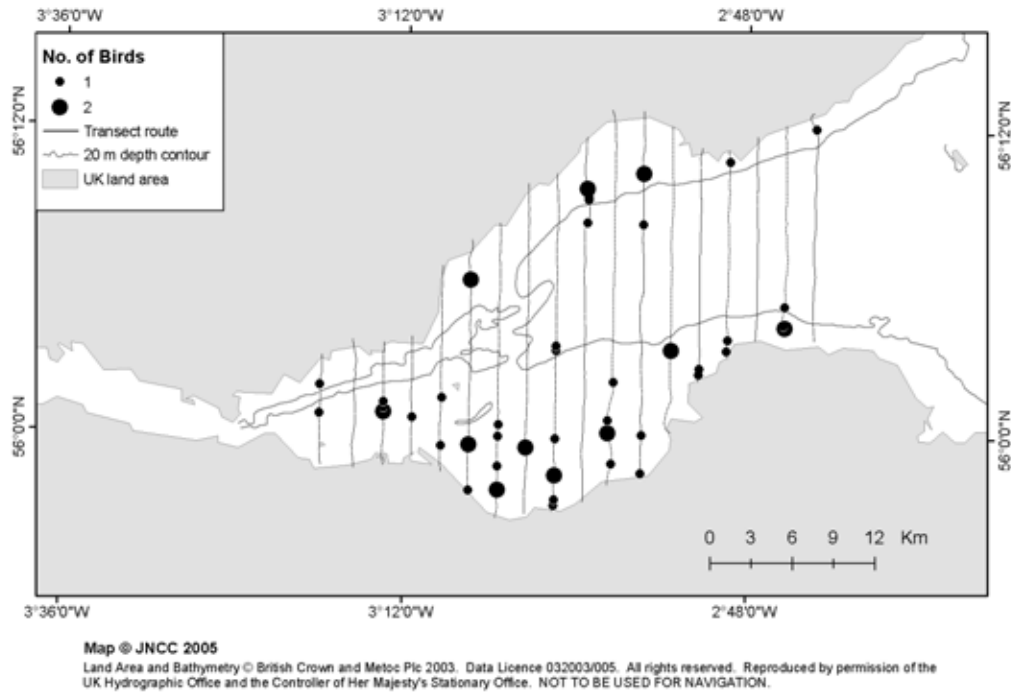 3°36'0"W 3°12'0"W 2°48'0"W
No. of Birds
1
2
Transect route
20 m depth contour
UK land area
56°12'0"N 56°12'0"N
56°0'0"N 56°0'0"N
0 3 6 9 12 Km
3°36'0"W 3°12'0"W 2°48'0"W
Map © JNCC 2005
Land Area and Bathymetry © British Crown and Metoc Plc 2003. Data Licence 032003/005. All rights reserved. Reproduced by permission of the
UK Hydrographic Office and the Controller of Her Majesty's Stationary Office. NOT TO BE USED FOR NAVIGATION.